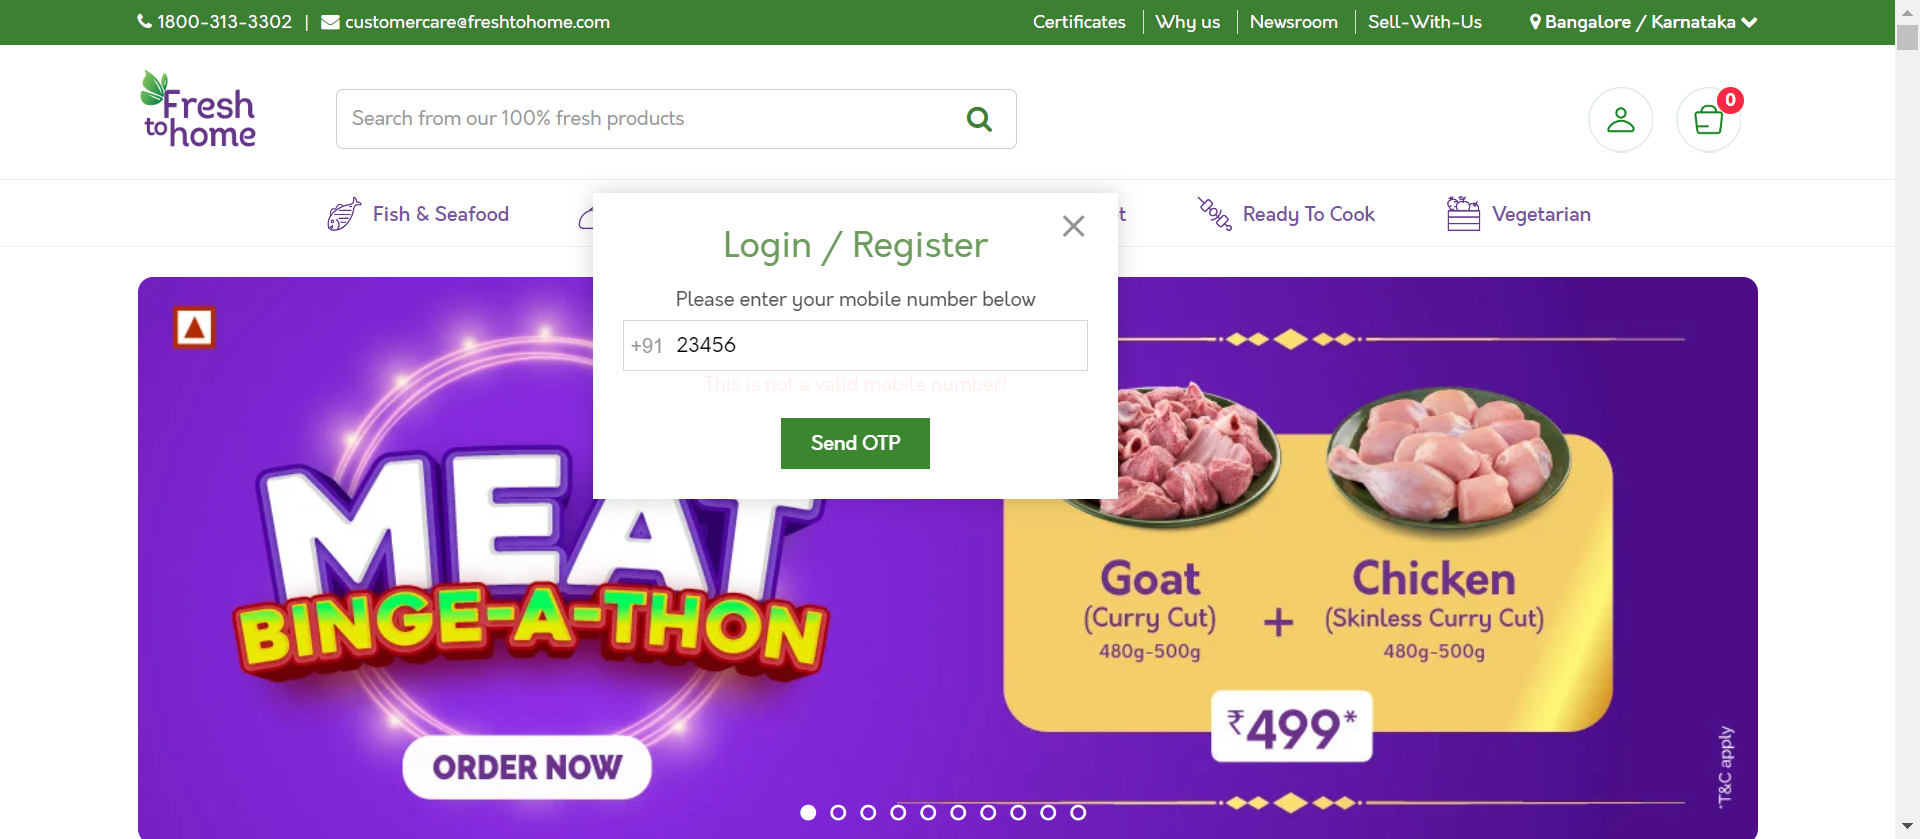 1800-313-3302 | customercare@freshtohome.com
Certificates
Why us
Newsroom
Sell-With-Us
Bangalore / Karnataka
Fresh
to home
Search from our 100% fresh products
0
Fish & Seafood
Ready To Cook
Vegetarian
Login / Register
Please enter your mobile number below
+91 23456
This is not a valid mobile number!
Send OTP
MEAT
BINGE-A-THON
ORDER NOW
Goat
(Curry Cut)
480g-500g
+
Chicken
(Skinless Curry Cut)
480g-500g
₹499*
*T&C apply